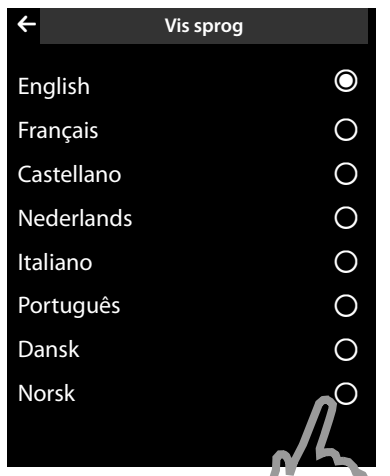 Vis sprog
English
Français
Castellano
Nederlands
Italiano
Português
Dansk
Norsk